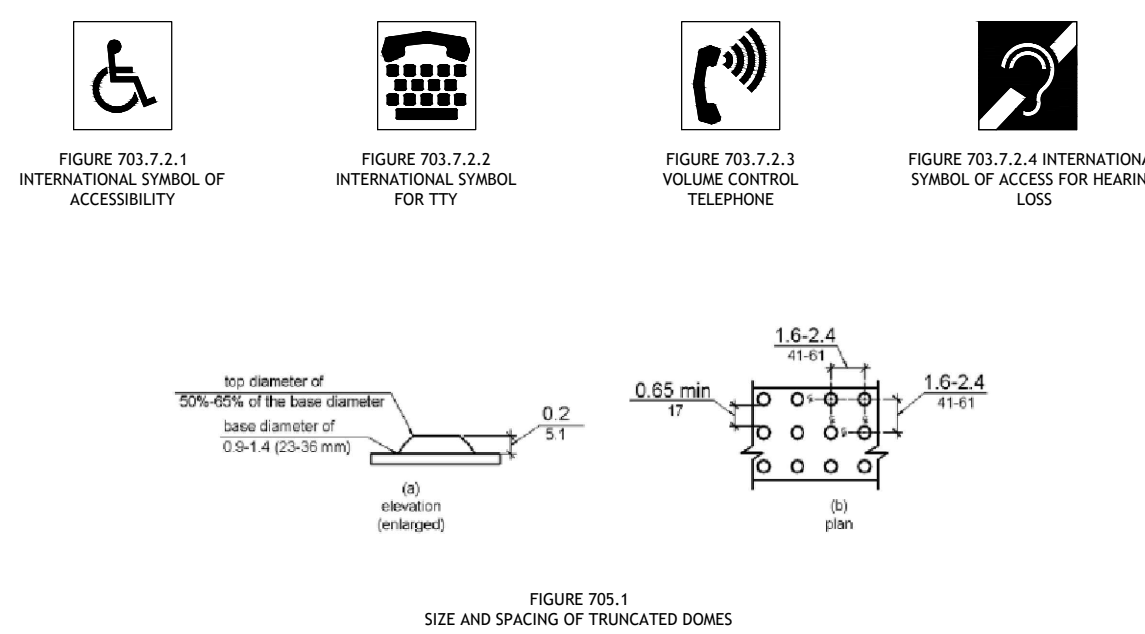 FIGURE 703.7.2.1
INTERNATIONAL SYMBOL OF
ACCESSIBILITY
FIGURE 703.7.2.2
INTERNATIONAL SYMBOL
FOR TTY
FIGURE 703.7.2.3
VOLUME CONTROL
TELEPHONE
FIGURE 703.7.2.4 INTERNATIONA
SYMBOL OF ACCESS FOR HEARIN
LOSS
top diameter of
50%-65% of the base diameter
base diameter of
0.9-1.4 (23-36 mm)
0.2
5.1
(a)
elevation
(enlarged)
1.6-2.4
41-61
0.65 min
17
1.6-2.4
41-61
(b)
plan
FIGURE 705.1
SIZE AND SPACING OF TRUNCATED DOMES